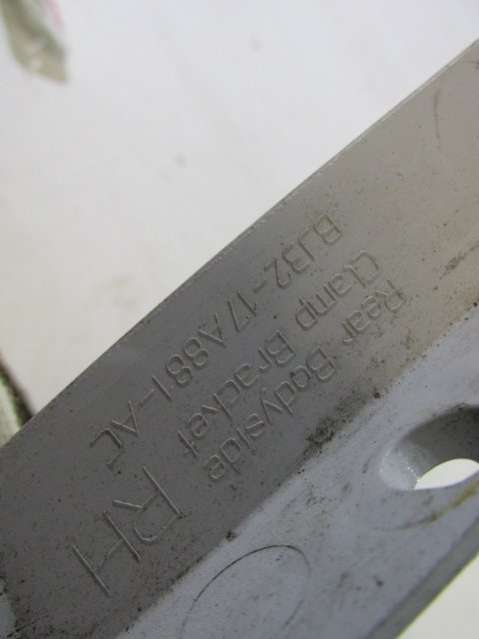 BJ32-17A881-AC
Rear Bodyside
Clamp Bracket
RH